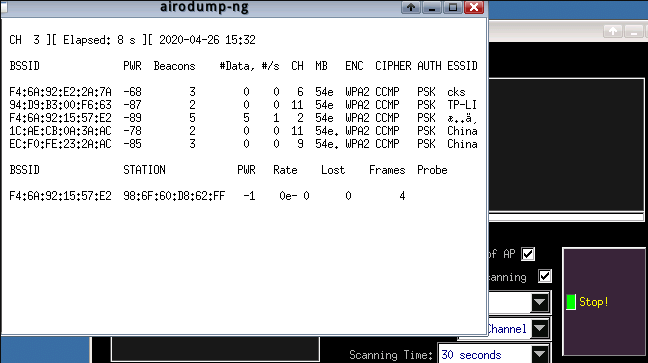 airodump-ng
CH 3 ][ Elapsed: 8 s ][ 2020-04-26 15:32
BSSID PWR Beacons #Data, #/s CH MB ENC CIPHER AUTH ESSID
F4:6A:92:E2:2A:7A -68 3 0 0 6 54e WPA2 CCMP PSK cks
94:D9:B3:00:F6:63 -87 2 0 0 11 54e WPA2 CCMP PSK TP-LI
F4:6A:92:15:57:E2 -89 5 5 1 2 54e WPA2 CCMP PSK æ..ä,
1C:AE:CB:0A:3A:AC -78 2 0 0 11 54e. WPA2 CCMP PSK China
EC:F0:FE:23:2A:AC -85 3 0 0 9 54e. WPA2 CCMP PSK China
BSSID STATION PWR Rate Lost Frames Probe
F4:6A:92:15:57:E2 98:6F:60:D8:62:FF -1 0e- 0 0 4
of AP
canning
Stop!
Channel
Scanning Time: 30 seconds